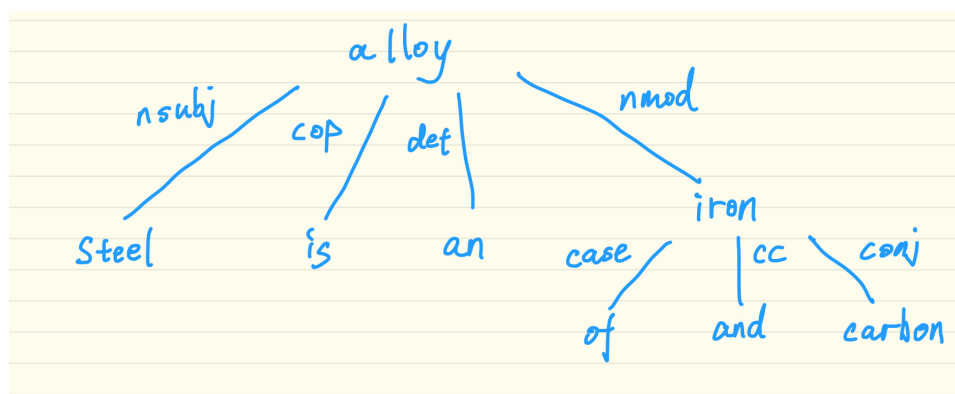 alloy
nsubj cop det nmod
Steel is an iron
case cc conj
of and carbon